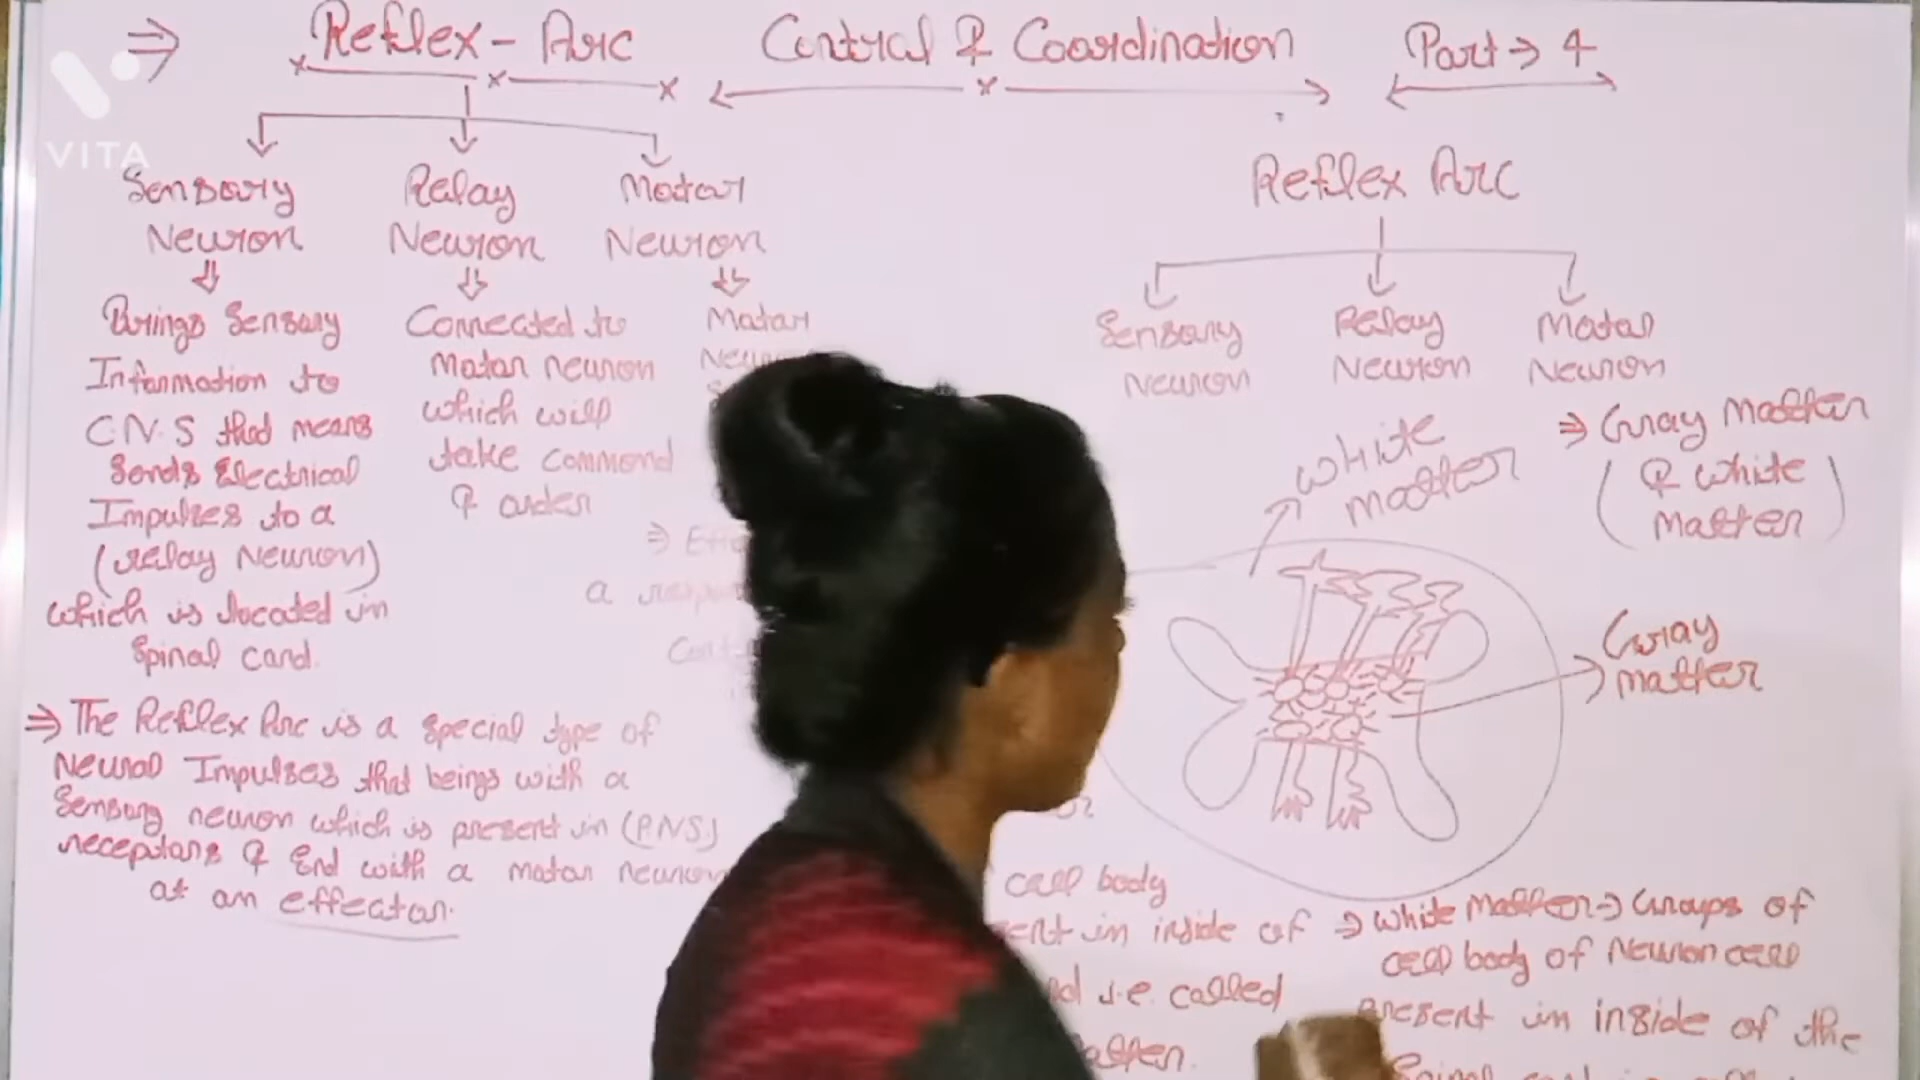 ⇒ Reflex - Arc Control & Coordination Part → 4
VITA
Sensory Neuron
Relay Neuron
Motor Neuron
Brings Sensory
Information to
C.N.S that means
Sends Electrical
Impulses to a
(relay Neuron)
which is located in
Spinal cord.
Connected to
Motor neuron
which will
take command
& order
Motor
⇒ The Reflex Arc is a special type of
Neural Impulses that beings with a
Sensory neuron which is present in (P.N.S)
receptors & End with a motor neuron
at an effector.
Reflex Arc
Sensory Neuron
Relay Neuron
Motor Neuron
⇒ Gray Matter
( & White
Matter )
White
matter
Gray
matter
cell body
in inside of
i.e. called
⇒ White Matter → Groups of
cell body of Neuron cell
Present in inside of the
Spinal